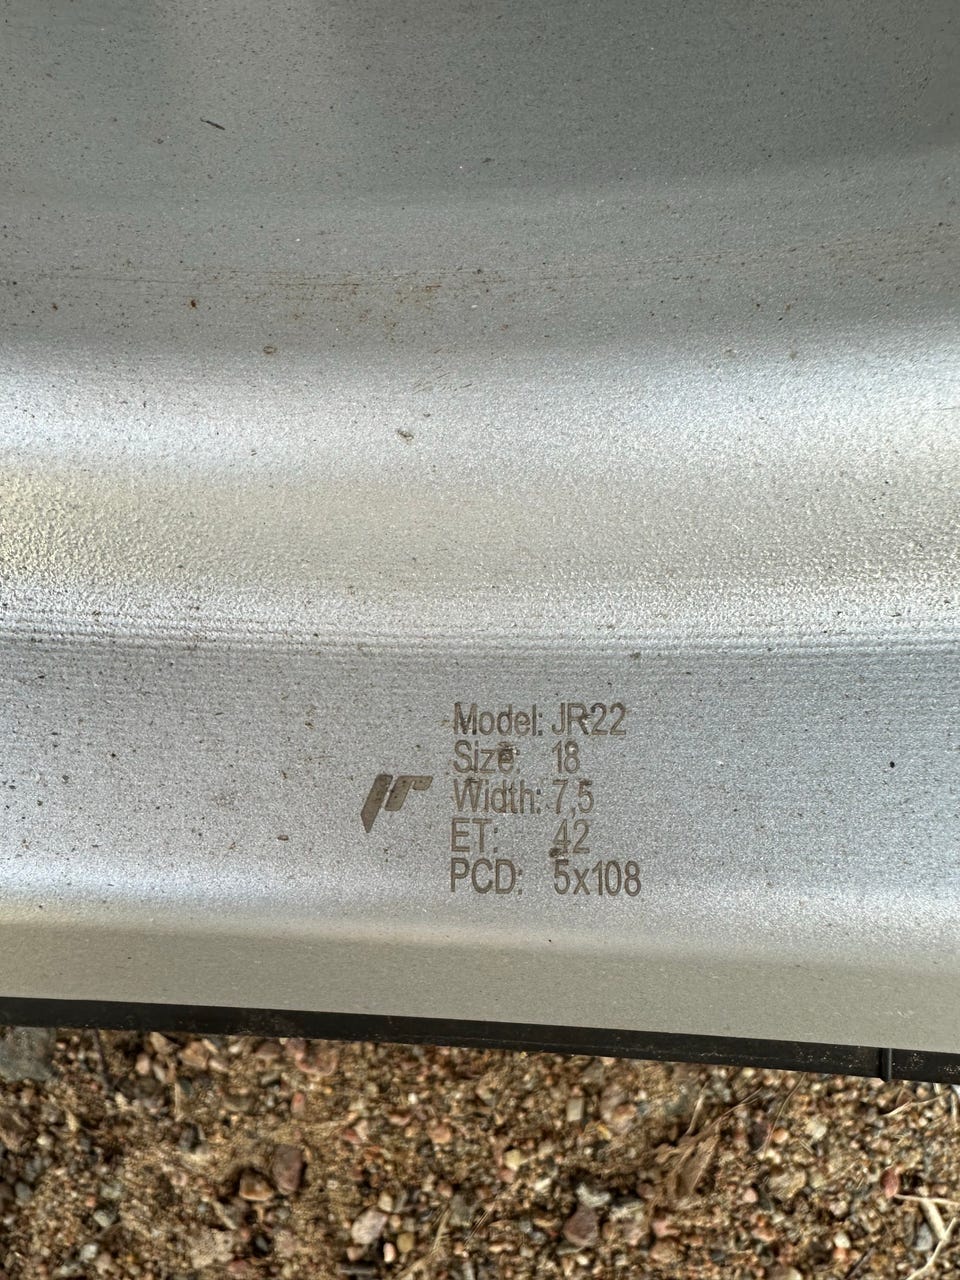 Model: JR22
Size: 18
Width: 7,5
ET: 42
PCD: 5x108